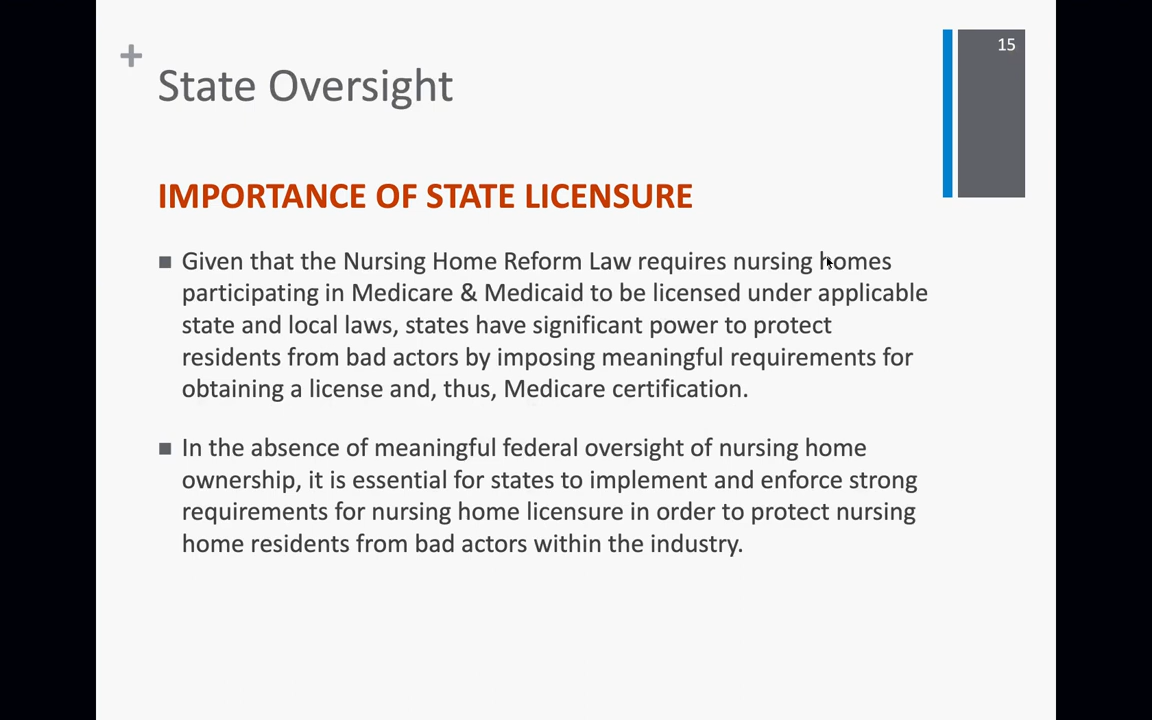 15
+
State Oversight
IMPORTANCE OF STATE LICENSURE
■ Given that the Nursing Home Reform Law requires nursing homes
participating in Medicare & Medicaid to be licensed under applicable
state and local laws, states have significant power to protect
residents from bad actors by imposing meaningful requirements for
obtaining a license and, thus, Medicare certification.
■ In the absence of meaningful federal oversight of nursing home
ownership, it is essential for states to implement and enforce strong
requirements for nursing home licensure in order to protect nursing
home residents from bad actors within the industry.